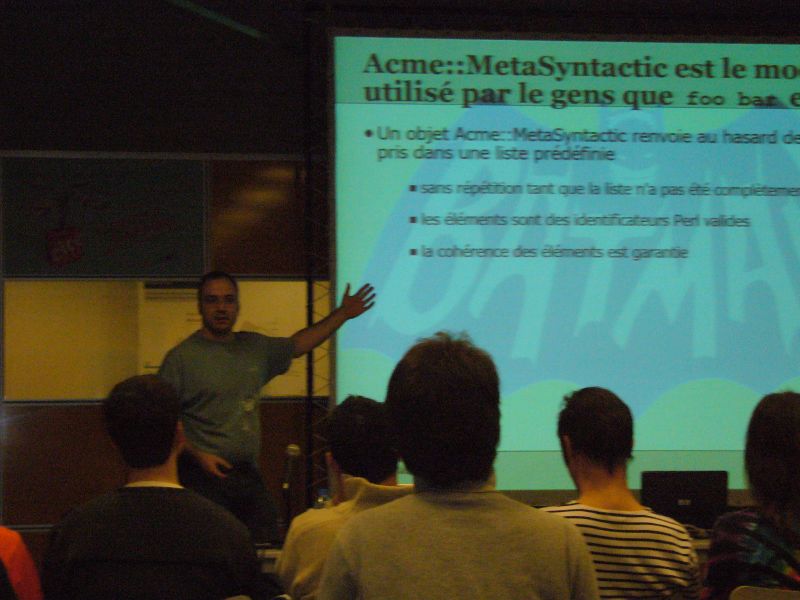 Acme::MetaSyntactic est le mo
utilisé par le gens que foo bar e
• Un objet Acme::MetaSyntactic renvoie au hasard de
pris dans une liste prédéfinie
▪ sans répétition tant que la liste n'a pas été complètemen
▪ les éléments sont des identificateurs Perl valides
▪ la cohérence des éléments est garantie
BATMA